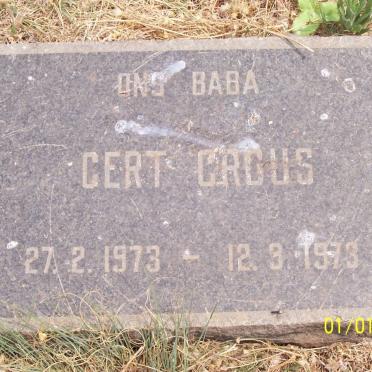 ONS BABA
GERT CROUS
27. 2. 1973 - 12. 3. 1973
01/01